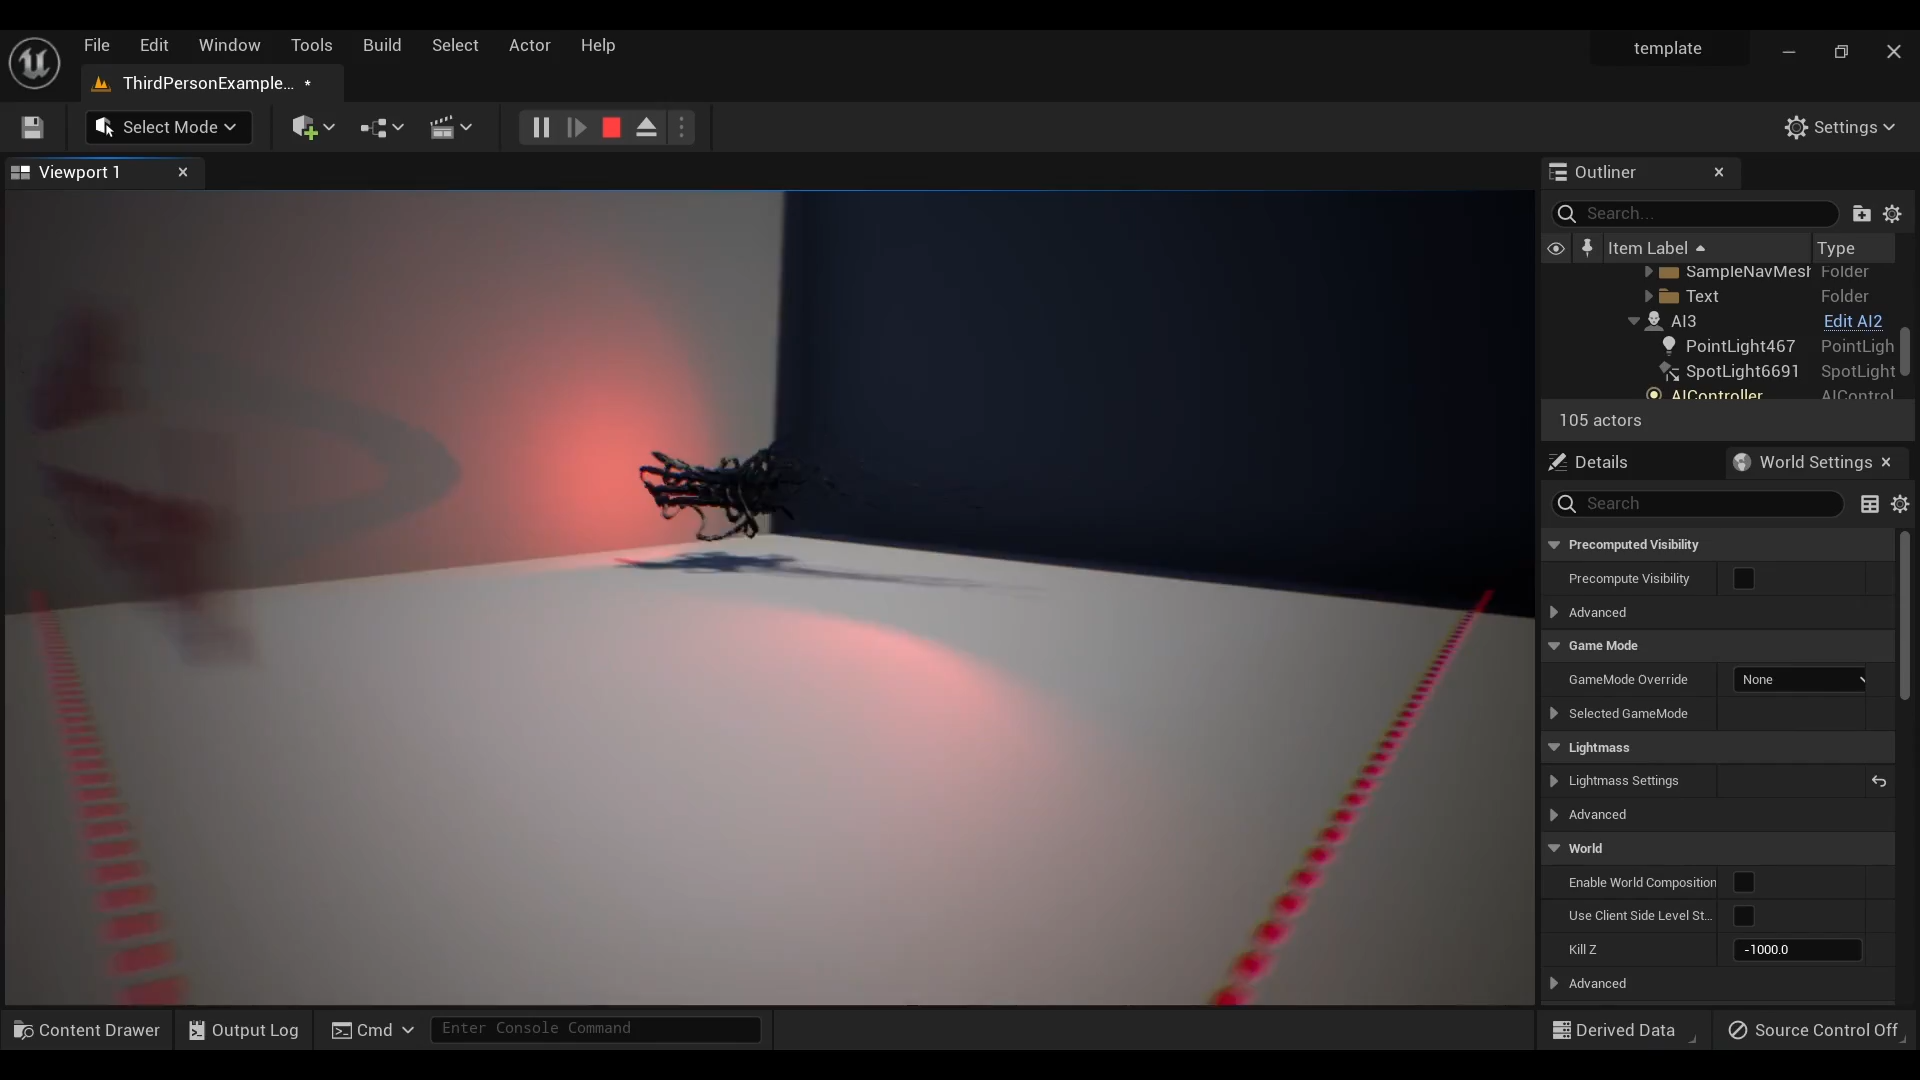 File Edit Window Tools Build Select Actor Help
template
ThirdPersonExample... *
Select Mode
Settings
Viewport 1
Outliner
Search...
Item Label Type
SampleNavMesh Folder
Text Folder
AI3 Edit AI2
PointLight467 PointLigh
SpotLight6691 SpotLight
AIController AIControl
105 actors
Details World Settings
Search
Precomputed Visibility
Precompute Visibility
Advanced
Game Mode
GameMode Override None
Selected GameMode
Lightmass
Lightmass Settings
Advanced
World
Enable World Composition
Use Client Side Level St...
Kill Z -1000.0
Advanced
Content Drawer Output Log Cmd Enter Console Command Derived Data Source Control Off